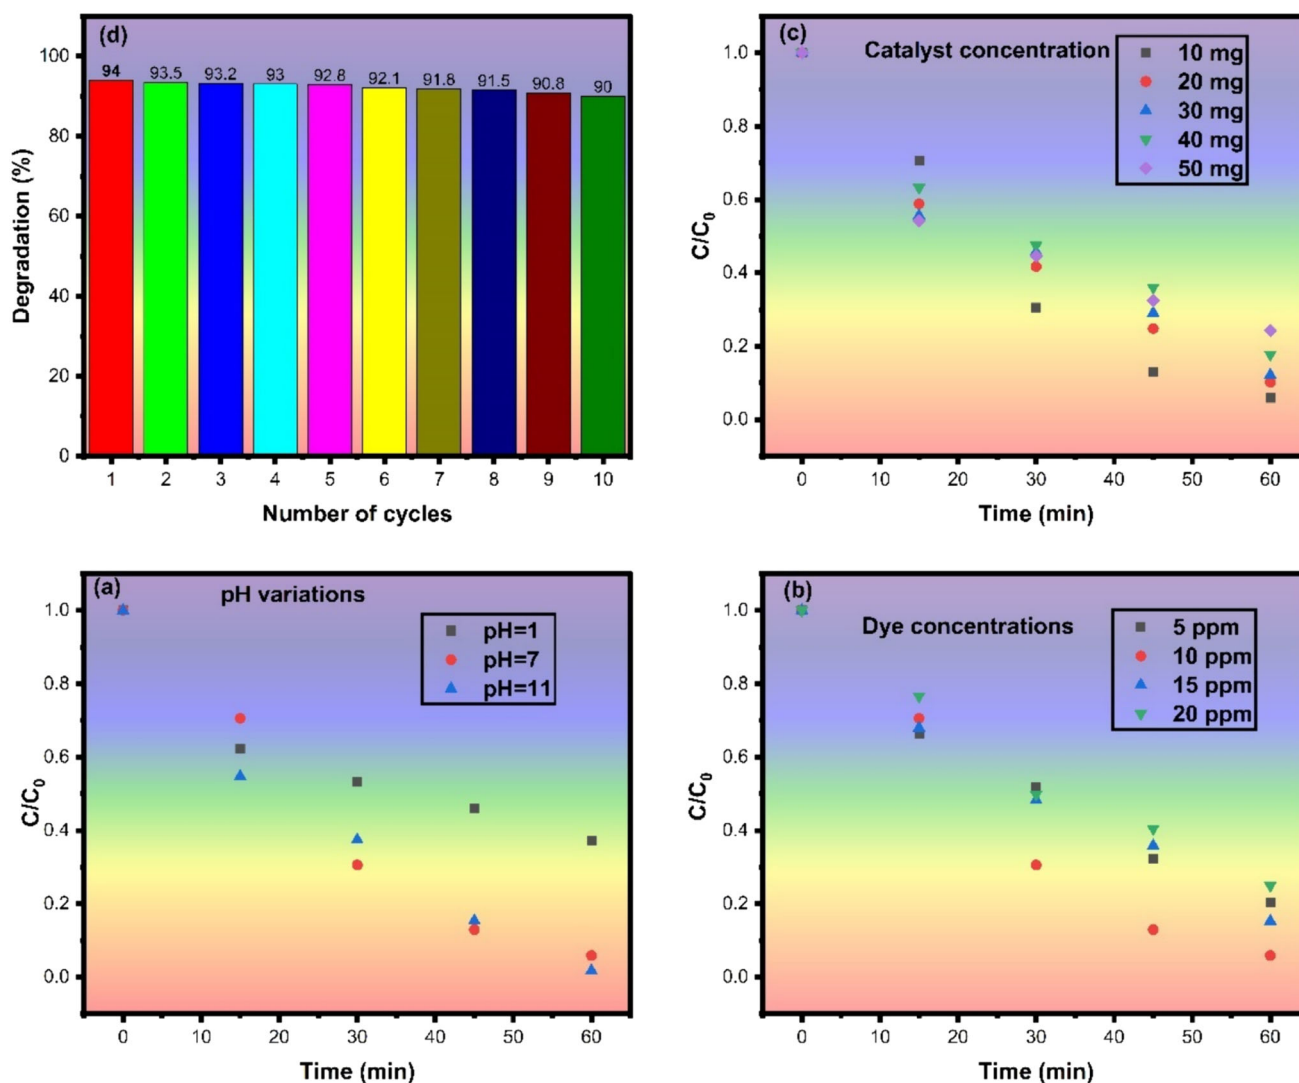 (d)
100
80
60
40
20
0
94 93.5 93.2 93 92.8 92.1 91.8 91.5 90.8 90
1 2 3 4 5 6 7 8 9 10
Degradation (%)
Number of cycles
(c)
Catalyst concentration
10 mg
20 mg
30 mg
40 mg
50 mg
1.0
0.8
0.6
0.4
0.2
0.0
C/C₀
0 10 20 30 40 50 60
Time (min)
(a)
pH variations
pH=1
pH=7
pH=11
1.0
0.8
0.6
0.4
0.2
0.0
C/C₀
0 10 20 30 40 50 60
Time (min)
(b)
Dye concentrations
5 ppm
10 ppm
15 ppm
20 ppm
1.0
0.8
0.6
0.4
0.2
0.0
C/C₀
0 10 20 30 40 50 60
Time (min)